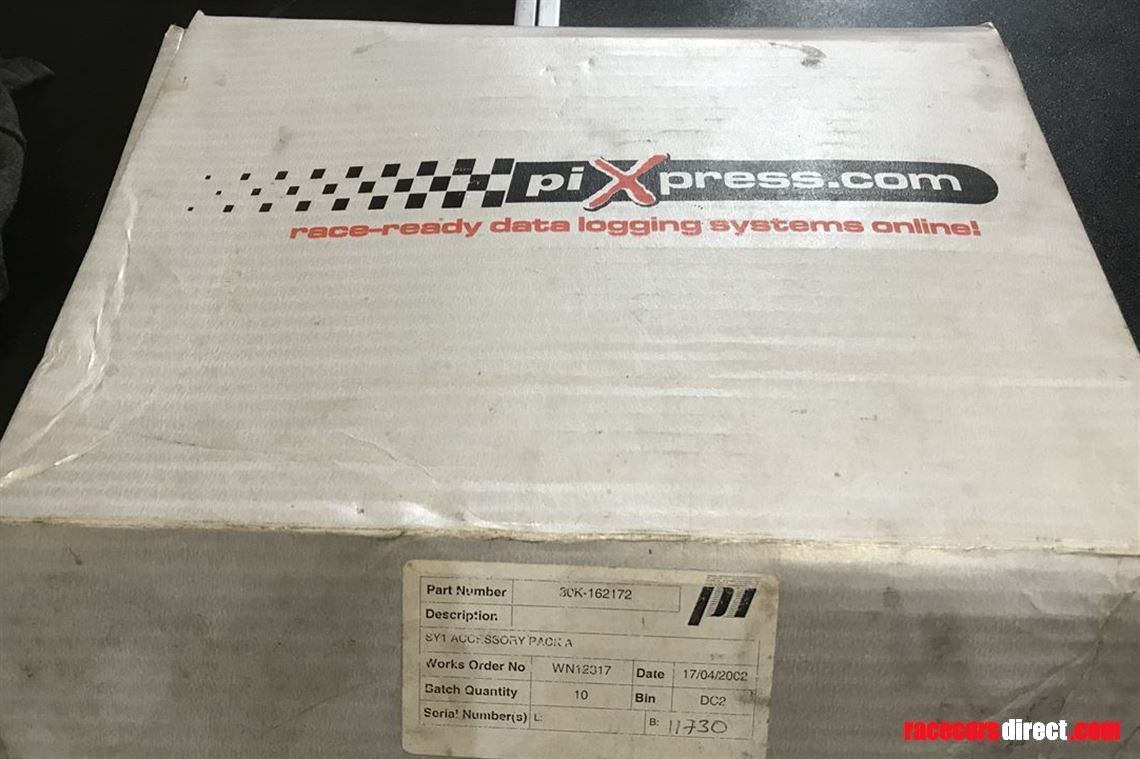 piXpress.com
race-ready data logging systems online!
Part Number 30K-162172
pi
Description
SY1 ACCESSORY PACK A
Works Order No WN12317 Date 17/04/2002
Batch Quantity 10 Bin DC2
Serial Number(s) L: B: 11730
racecarsdirect.com